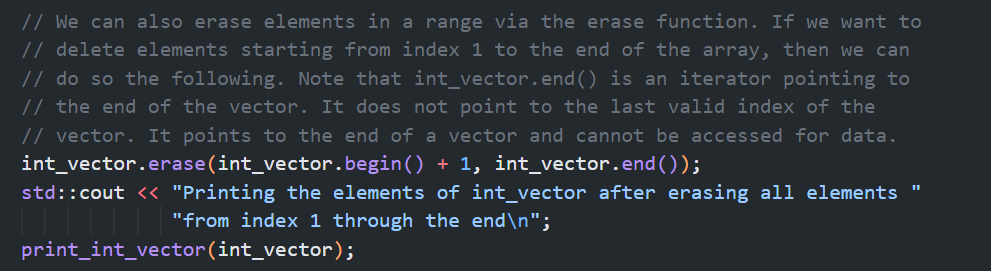 // We can also erase elements in a range via the erase function. If we want to
// delete elements starting from index 1 to the end of the array, then we can
// do so the following. Note that int_vector.end() is an iterator pointing to
// the end of the vector. It does not point to the last valid index of the
// vector. It points to the end of a vector and cannot be accessed for data.
int_vector.erase(int_vector.begin() + 1, int_vector.end());
std::cout << "Printing the elements of int_vector after erasing all elements "
"from index 1 through the end\n";
print_int_vector(int_vector);